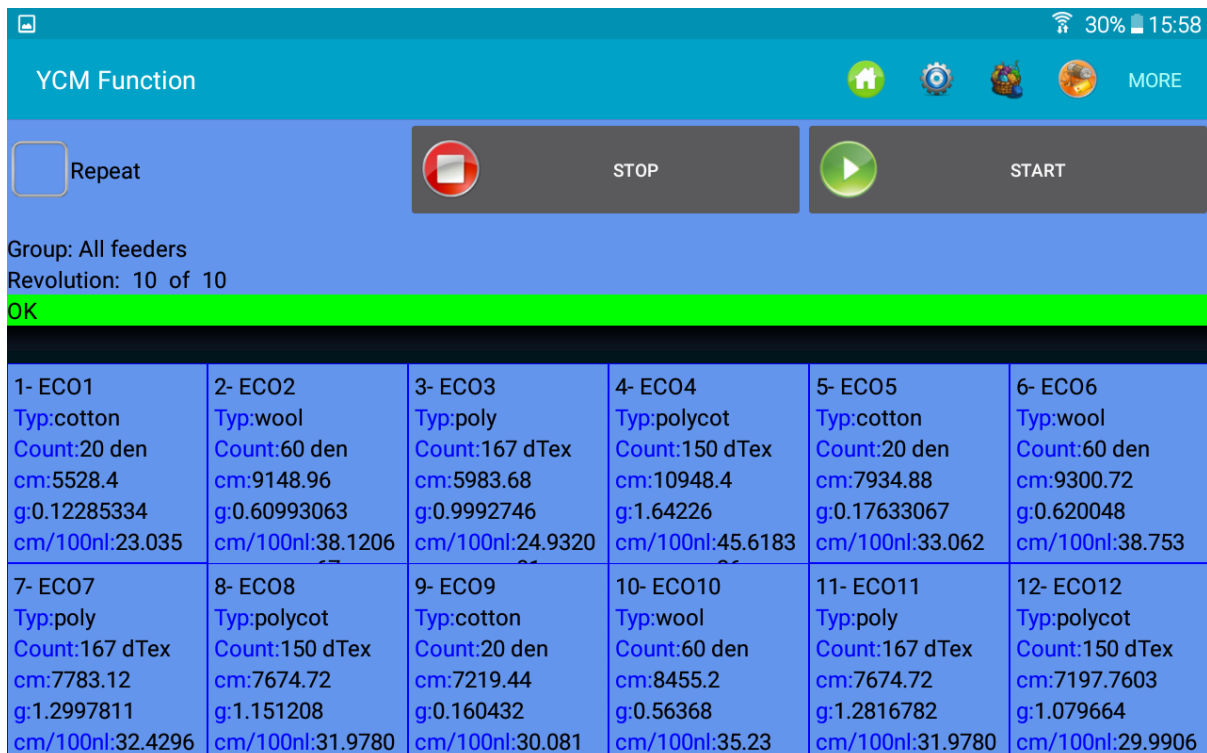 30% 15:58
YCM Function
MORE
Repeat
STOP
START
Group: All feeders
Revolution: 10 of 10
OK
1- ECO1
Typ:cotton
Count:20 den
cm:5528.4
g:0.12285334
cm/100nl:23.035
2- ECO2
Typ:wool
Count:60 den
cm:9148.96
g:0.60993063
cm/100nl:38.1206
3- ECO3
Typ:poly
Count:167 dTex
cm:5983.68
g:0.9992746
cm/100nl:24.9320
4- ECO4
Typ:polycot
Count:150 dTex
cm:10948.4
g:1.64226
cm/100nl:45.6183
5- ECO5
Typ:cotton
Count:20 den
cm:7934.88
g:0.17633067
cm/100nl:33.062
6- ECO6
Typ:wool
Count:60 den
cm:9300.72
g:0.620048
cm/100nl:38.753
7- ECO7
Typ:poly
Count:167 dTex
cm:7783.12
g:1.2997811
cm/100nl:32.4296
8- ECO8
Typ:polycot
Count:150 dTex
cm:7674.72
g:1.151208
cm/100nl:31.9780
9- ECO9
Typ:cotton
Count:20 den
cm:7219.44
g:0.160432
cm/100nl:30.081
10- ECO10
Typ:wool
Count:60 den
cm:8455.2
g:0.56368
cm/100nl:35.23
11- ECO11
Typ:poly
Count:167 dTex
cm:7674.72
g:1.2816782
cm/100nl:31.9780
12- ECO12
Typ:polycot
Count:150 dTex
cm:7197.7603
g:1.079664
cm/100nl:29.9906